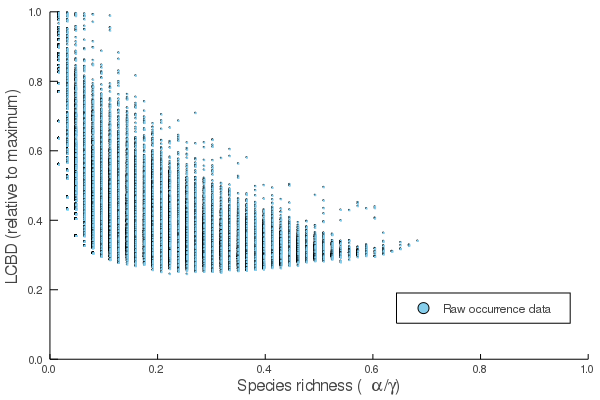 1.0
0.8
0.6
0.4
0.2
0.0
LCBD (relative to maximum)
Raw occurrence data
0.0 0.2 0.4 0.6 0.8 1.0
Species richness ( α/γ)